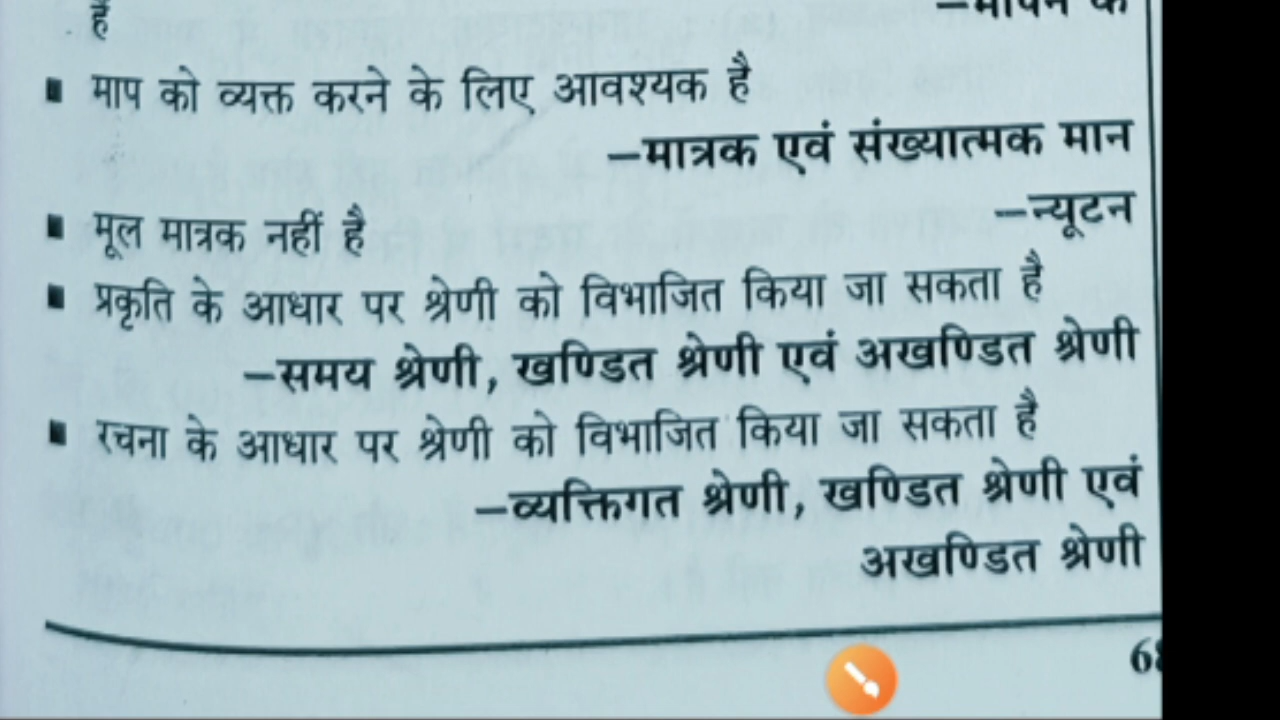 हैं
–मापन के
▪ माप को व्यक्त करने के लिए आवश्यक है
–मात्रक एवं संख्यात्मक मान
▪ मूल मात्रक नहीं है –न्यूटन
▪ प्रकृति के आधार पर श्रेणी को विभाजित किया जा सकता है
–समय श्रेणी, खण्डित श्रेणी एवं अखण्डित श्रेणी
▪ रचना के आधार पर श्रेणी को विभाजित किया जा सकता है
–व्यक्तिगत श्रेणी, खण्डित श्रेणी एवं
अखण्डित श्रेणी